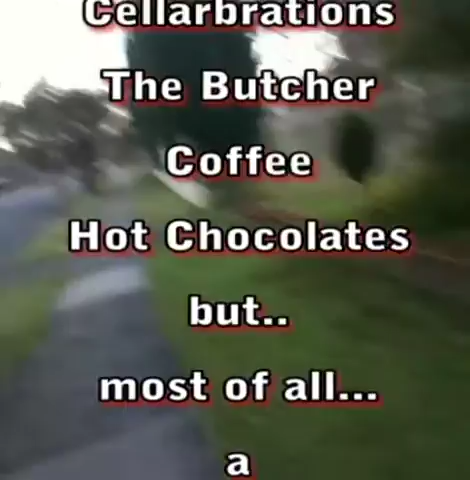 Cellarbrations
The Butcher
Coffee
Hot Chocolates
but..
most of all...
a